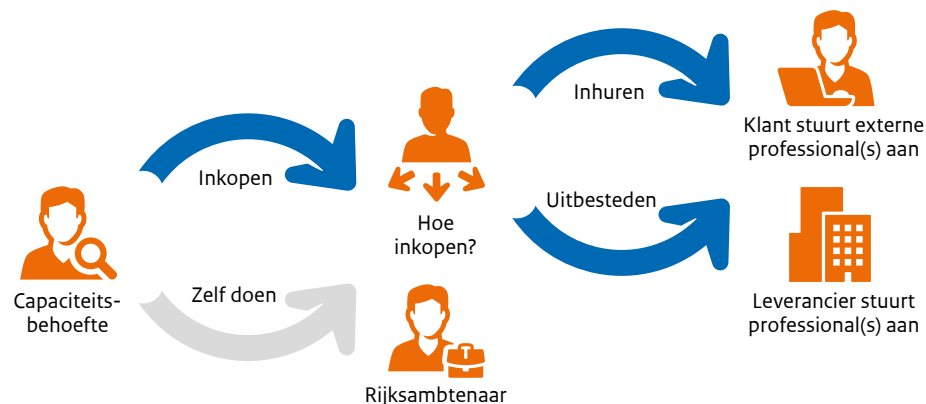 Capaciteits-
behoefte
Inkopen
Zelf doen
Hoe
inkopen?
Rijksambtenaar
Inhuren
Uitbesteden
Klant stuurt externe
professional(s) aan
Leverancier stuurt
professional(s) aan